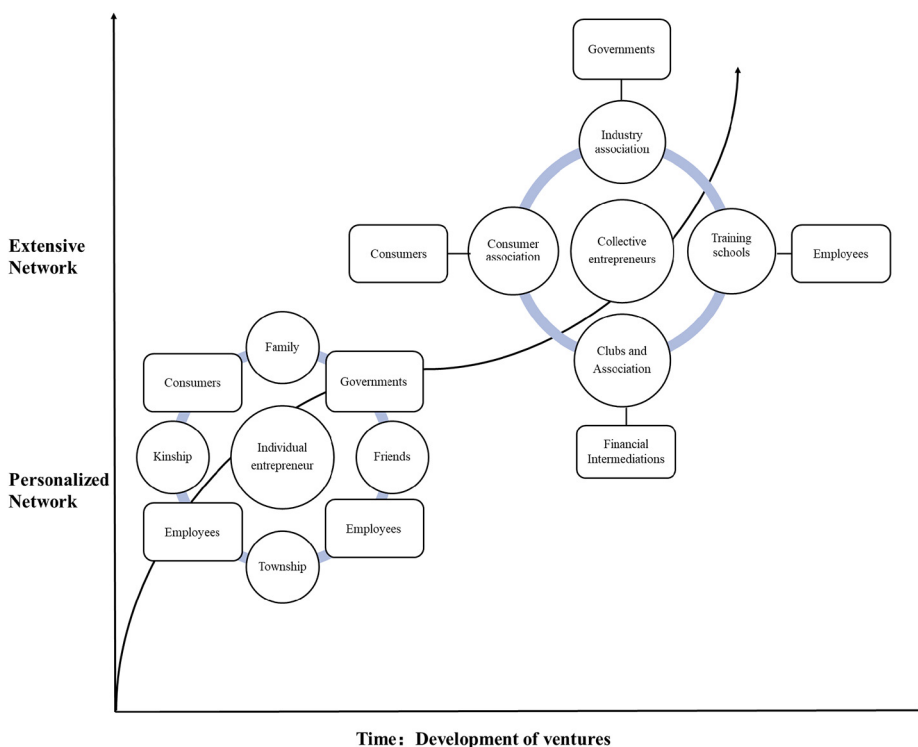 Governments
Industry
association
Extensive
Network
Consumers
Consumer
association
Collective
entrepreneurs
Training
schools
Employees
Family
Clubs and
Association
Consumers
Governments
Financial
Intermediations
Personalized
Network
Kinship
Individual
entrepreneur
Friends
Employees
Employees
Township
Time: Development of ventures